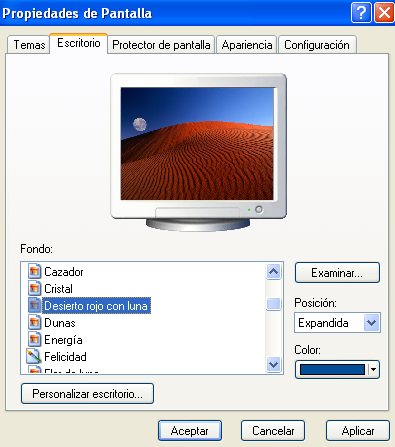 Propiedades de Pantalla
Temas Escritorio Protector de pantalla Apariencia Configuración
Fondo:
Cazador
Cristal
Desierto rojo con luna
Dunas
Energía
Felicidad
Examinar...
Posición:
Expandida
Color:
Personalizar escritorio...
Aceptar Cancelar Aplicar